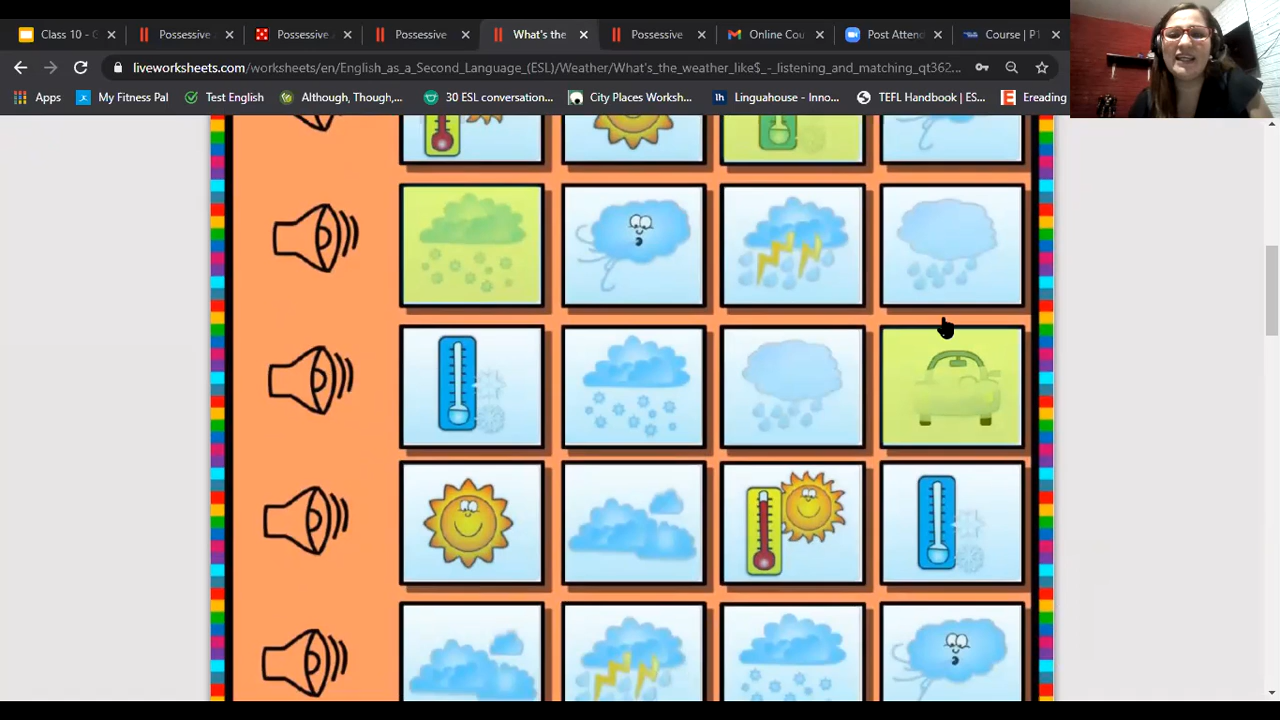 Class 10 - G
Possessive
Possessive
Possessive
What's the
Possessive
Online Cou
Post Attend
Course | P1
liveworksheets.com/worksheets/en/English_as_a_Second_Language_(ESL)/Weather/What's_the_weather_like$_-_listening_and_matching_qt362...
Apps
My Fitness Pal
Test English
Although, Though,...
30 ESL conversation...
City Places Worksh...
Linguahouse - Inno...
TEFL Handbook | ES...
Ereading